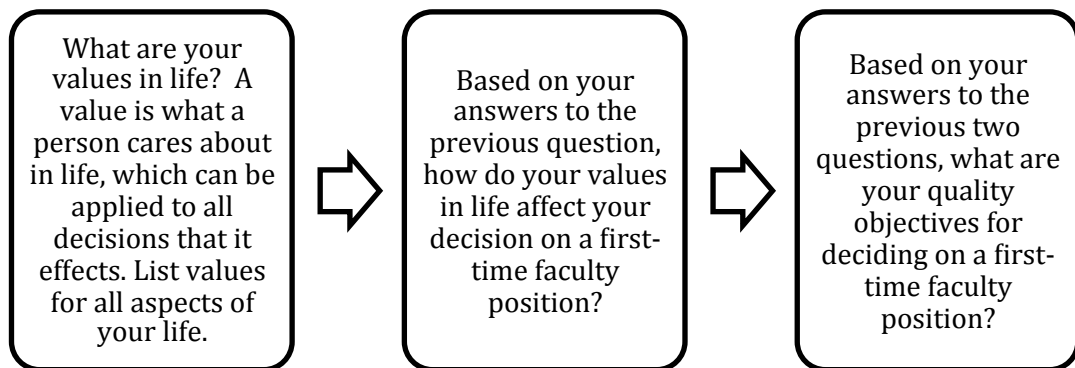 What are your
values in life?  A
value is what a
person cares about
in life, which can be
applied to all
decisions that it
effects. List values
for all aspects of
your life.
Based on your
answers to the
previous question,
how do your values
in life affect your
decision on a first-
time faculty
position?
Based on your
answers to the
previous two
questions, what are
your quality
objectives for
deciding on a first-
time faculty
position?